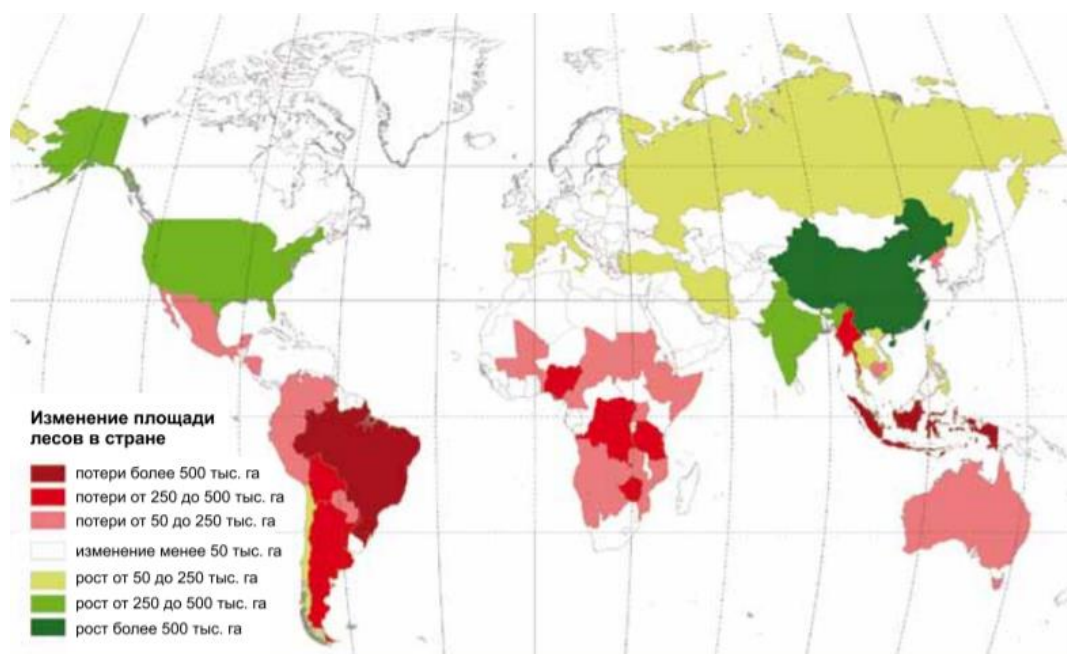 Изменение площади
лесов в стране
потери более 500 тыс. га
потери от 250 до 500 тыс. га
потери от 50 до 250 тыс. га
изменение менее 50 тыс. га
рост от 50 до 250 тыс. га
рост от 250 до 500 тыс. га
рост более 500 тыс. га